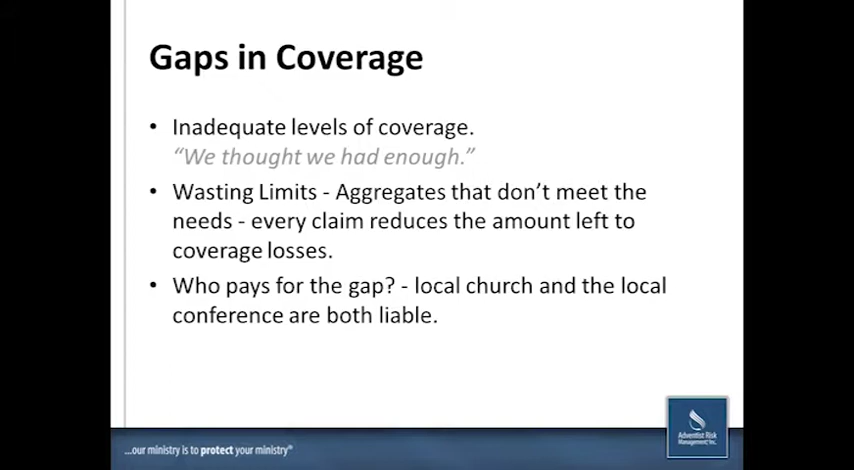 Gaps in Coverage
• Inadequate levels of coverage.
“We thought we had enough.”
• Wasting Limits - Aggregates that don’t meet the
needs - every claim reduces the amount left to
coverage losses.
• Who pays for the gap? - local church and the local
conference are both liable.
...our ministry is to protect your ministry®
Adventist Risk
Management, Inc.